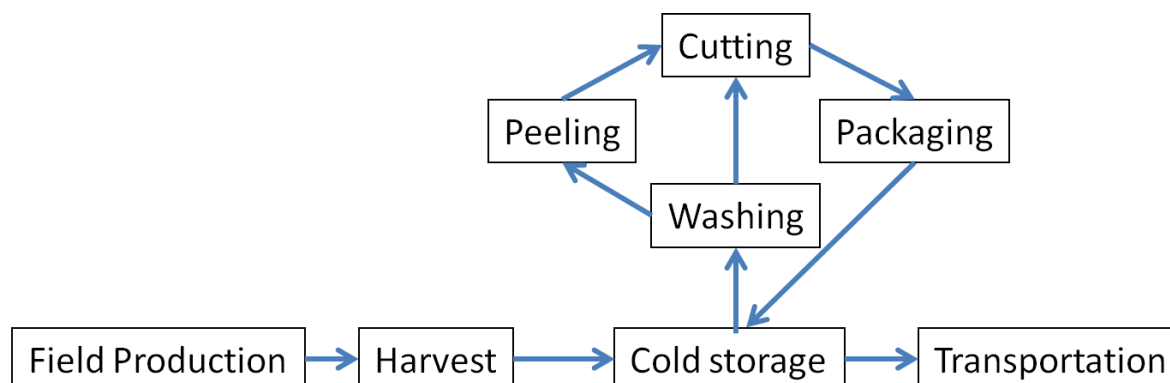 Cutting
Peeling
Packaging
Washing
Field Production
Harvest
Cold storage
Transportation